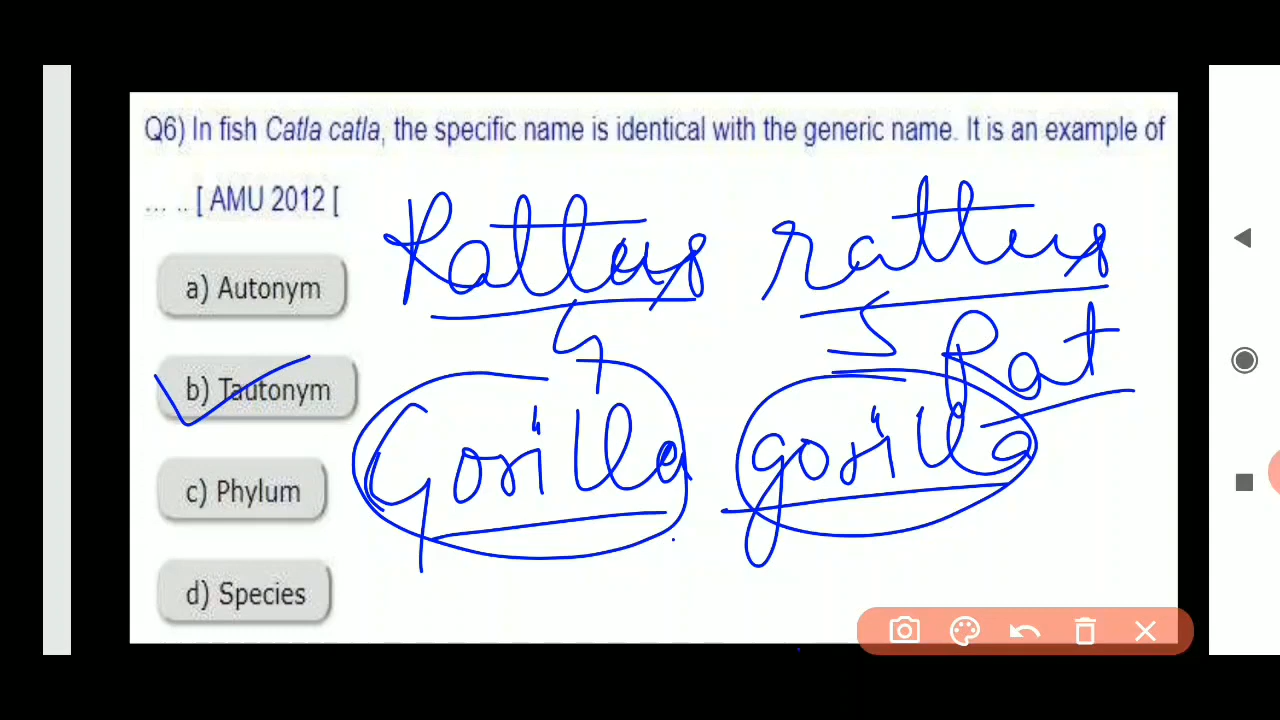 Q6) In fish Catla catla, the specific name is identical with the generic name. It is an example of
... .. [ AMU 2012 [
Rattus rattus
a) Autonym
Rat
b) Tautonym
Gorilla gorilla
c) Phylum
d) Species